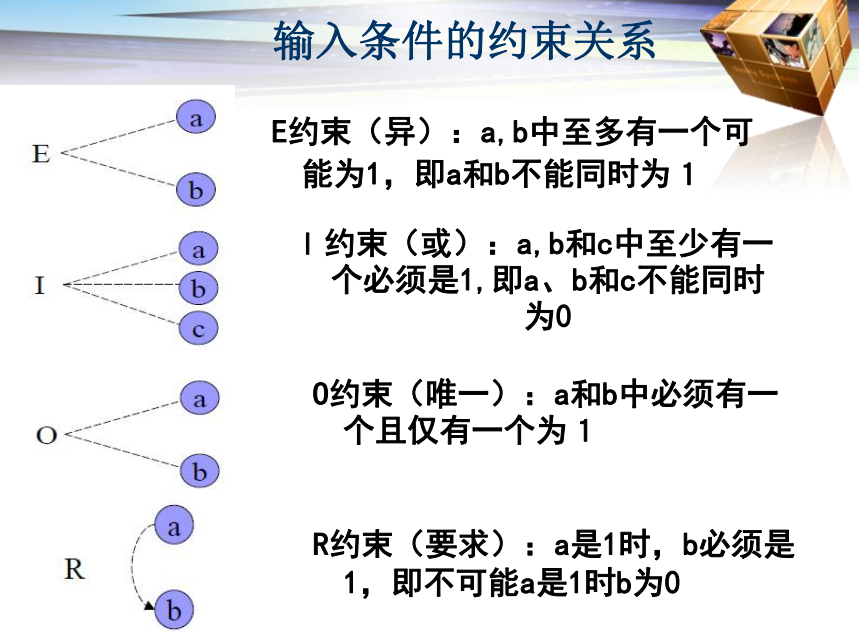 输入条件的约束关系
E
a
b
E约束（异）：a,b中至多有一个可
能为1，即a和b不能同时为 1
I
a
b
c
I 约束（或）：a,b和c中至少有一
个必须是1,即a、b和c不能同时
为0
O
a
b
O约束（唯一）：a和b中必须有一
个且仅有一个为 1
R
a
b
R约束（要求）：a是1时，b必须是
1，即不可能a是1时b为0